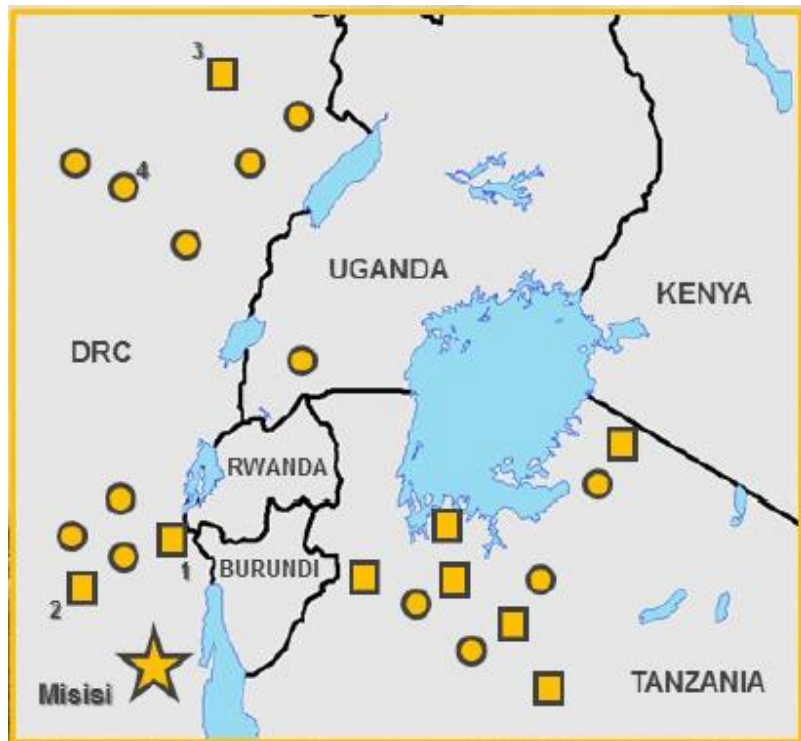 3
4
UGANDA
KENYA
DRC
RWANDA
1
BURUNDI
2
Misisi
TANZANIA